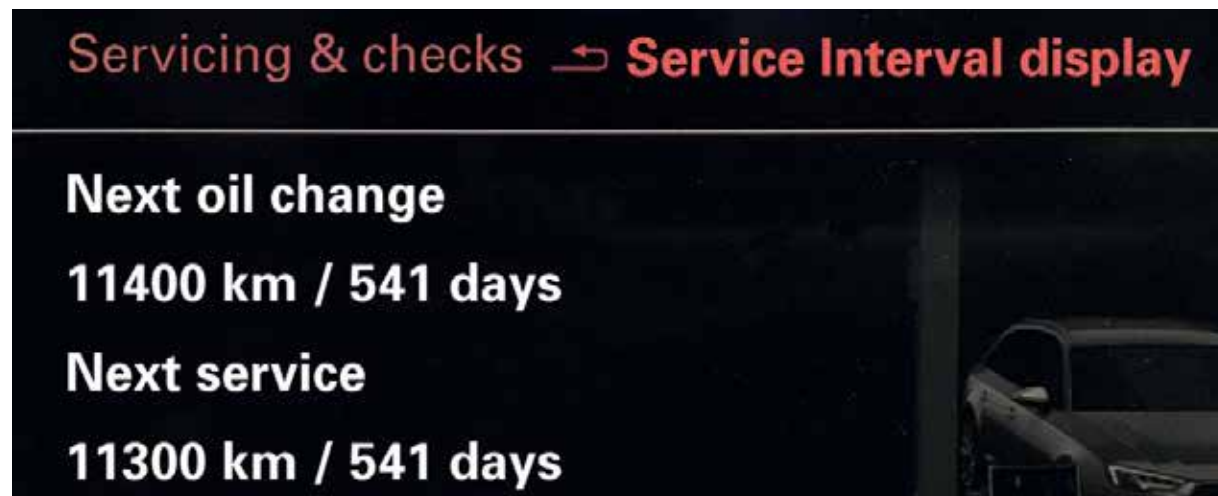 Servicing & checks Service Interval display
Next oil change
11400 km / 541 days
Next service
11300 km / 541 days